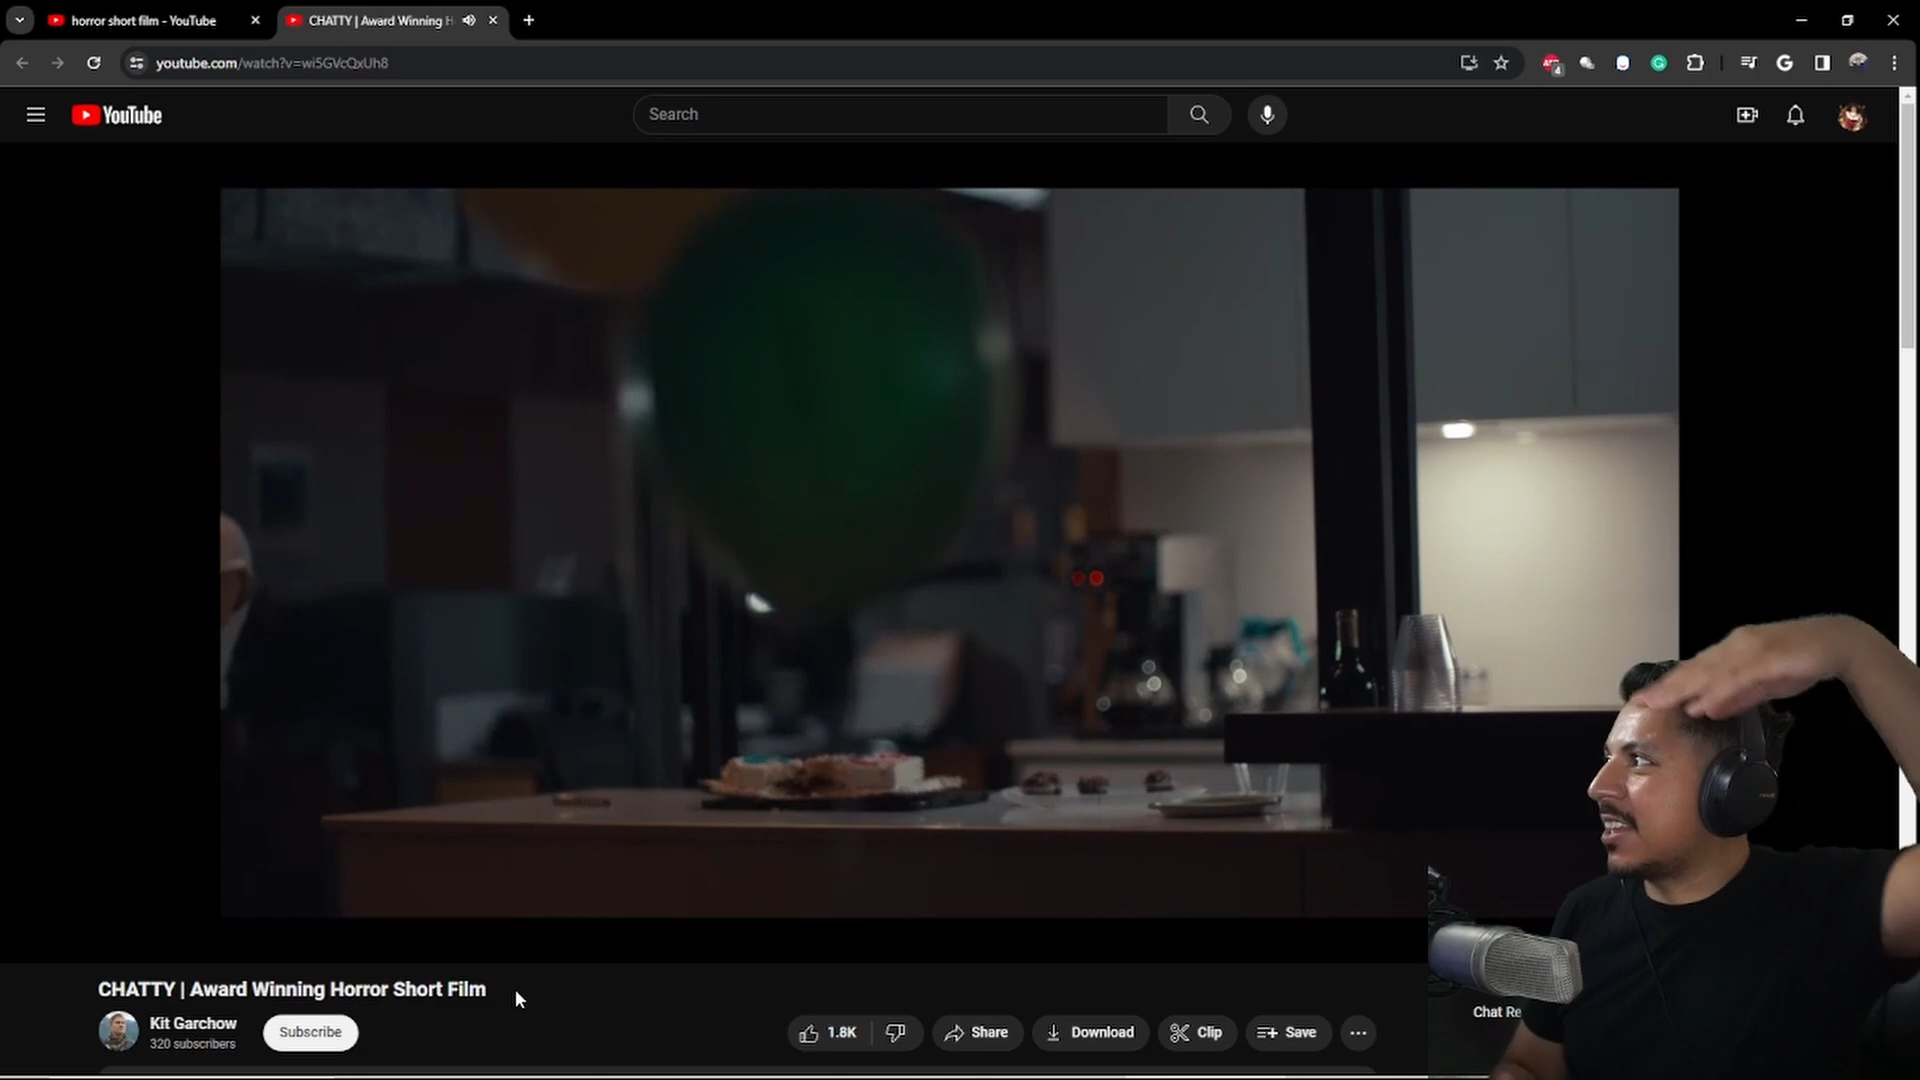 horror short film - YouTube
CHATTY | Award Winning H
youtube.com/watch?v=wi5GVcQxUh8
4
YouTube
Search
CHATTY | Award Winning Horror Short Film
Kit Garchow
320 subscribers
Subscribe
1.8K
Share
Download
Clip
Save
Chat Re